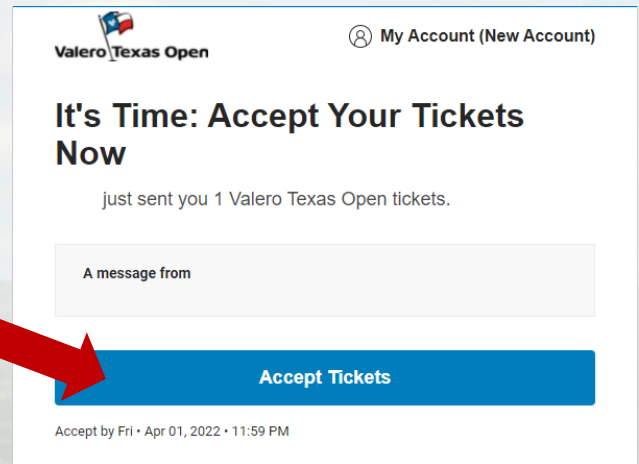 Valero Texas Open
My Account (New Account)
It's Time: Accept Your Tickets
Now
just sent you 1 Valero Texas Open tickets.
A message from
Accept Tickets
Accept by Fri • Apr 01, 2022 • 11:59 PM